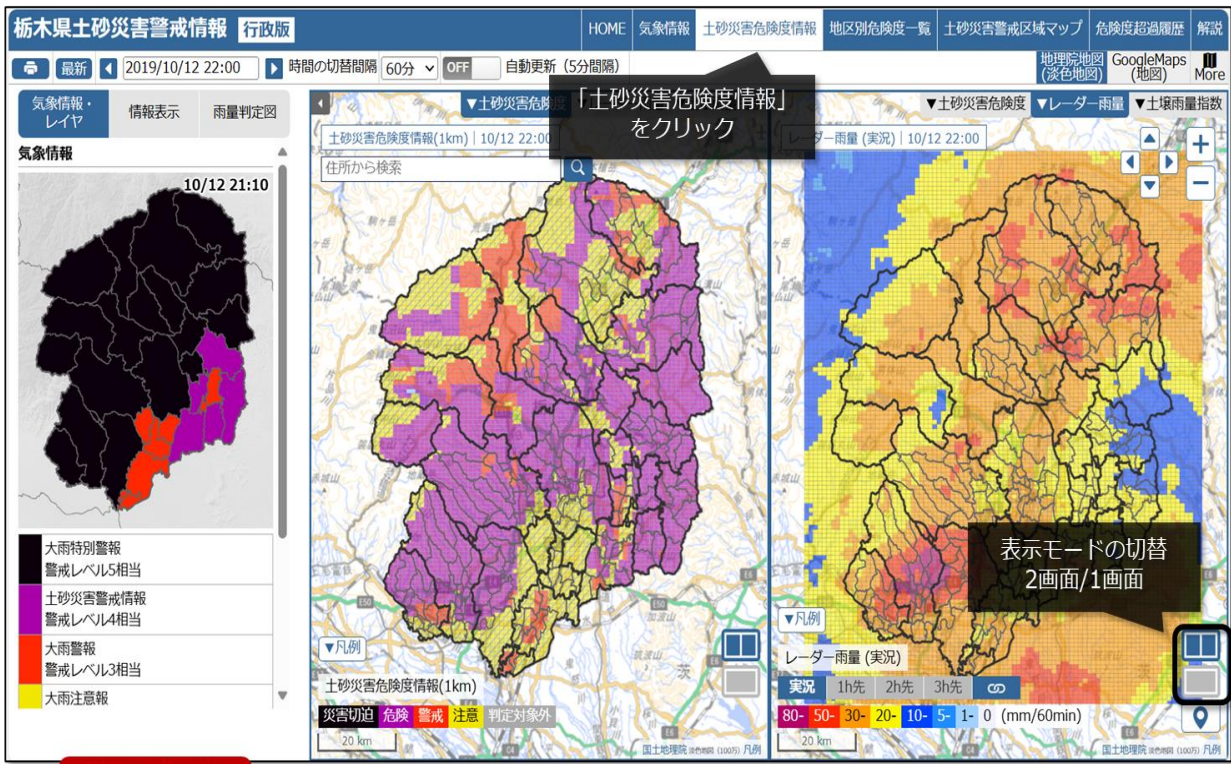 栃木県土砂災害警戒情報 行政版
HOME 気象情報 土砂災害危険度情報 地区別危険度一覧 土砂災害警戒区域マップ 危険度超過履歴 解説
最新 2019/10/12 22:00 時間の切替間隔 60分 OFF 自動更新（5分間隔）
地理院地図
(淡色地図)
GoogleMaps
(地図)
More
「土砂災害危険度情報」
をクリック
気象情報・
レイヤ
情報表示
雨量判定図
気象情報
10/12 21:10
大雨特別警報
警戒レベル5相当
土砂災害警戒情報
警戒レベル4相当
大雨警報
警戒レベル3相当
大雨注意報
▼土砂災害危険度
土砂災害危険度情報(1km) | 10/12 22:00
住所から検索
▼凡例
土砂災害危険度情報(1km)
災害切迫 危険 警戒 注意 判定対象外
20 km
国土地理院 淡色地図 (100万) 凡例
▼土砂災害危険度 ▼レーダー雨量 ▼土壌雨量指数
レーダー雨量 (実況) | 10/12 22:00
表示モードの切替
2画面/1画面
▼凡例
レーダー雨量 (実況)
実況 1h先 2h先 3h先
80- 50- 30- 20- 10- 5- 1- 0 (mm/60min)
20 km
国土地理院 淡色地図 (100万) 凡例